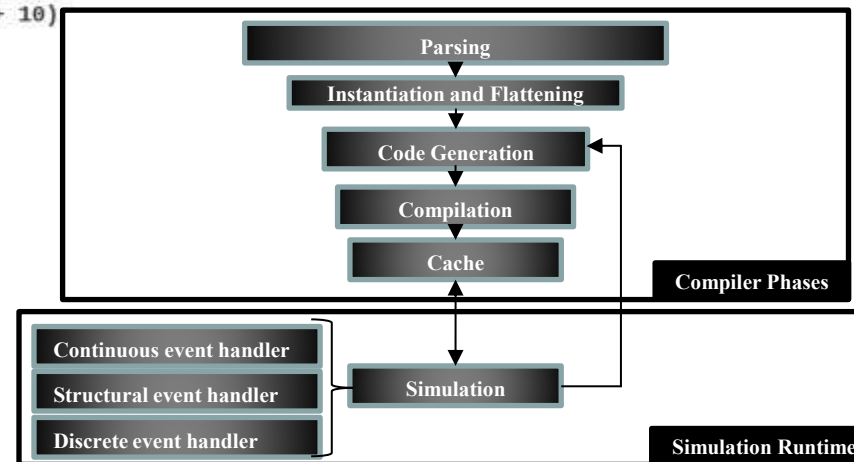 + 10)
Parsing
Instantiation and Flattening
Code Generation
Compilation
Cache
Compiler Phases
Continuous event handler
Structural event handler
Discrete event handler
Simulation
Simulation Runtime